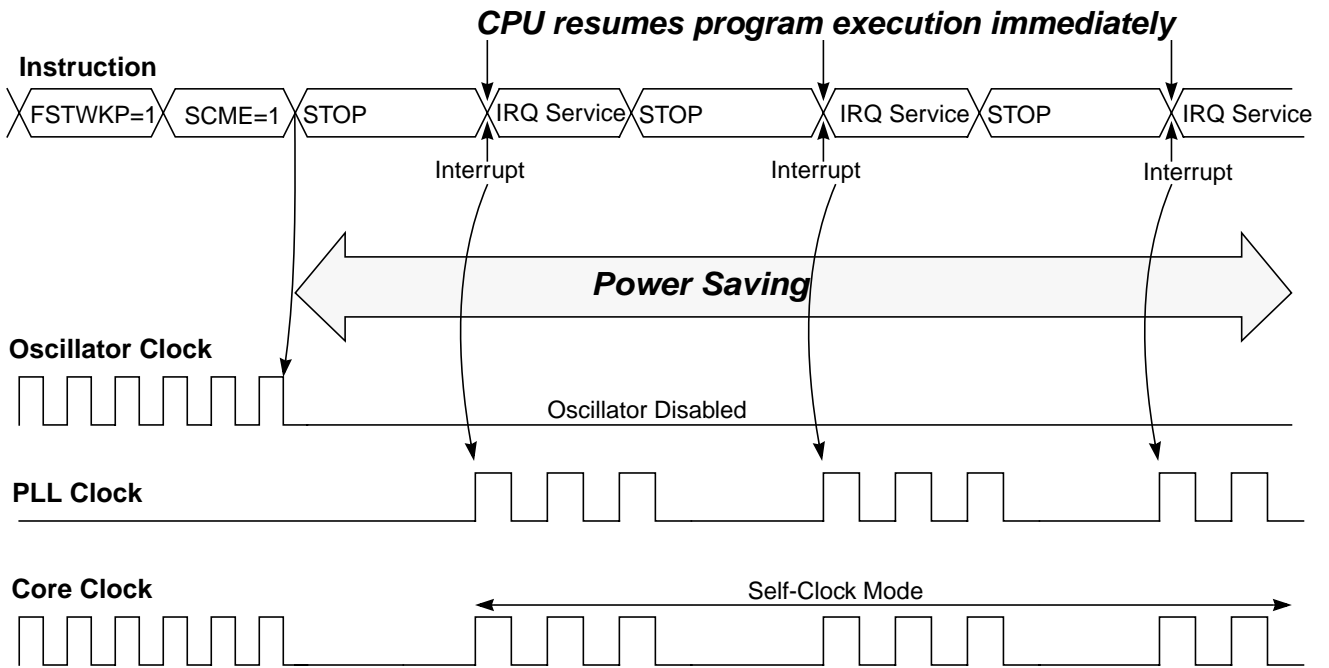 CPU resumes program execution immediately
Instruction
FSTWKP=1 SCME=1 STOP IRQ Service STOP IRQ Service STOP IRQ Service
Interrupt Interrupt Interrupt
Power Saving
Oscillator Clock
Oscillator Disabled
PLL Clock
Core Clock
Self-Clock Mode